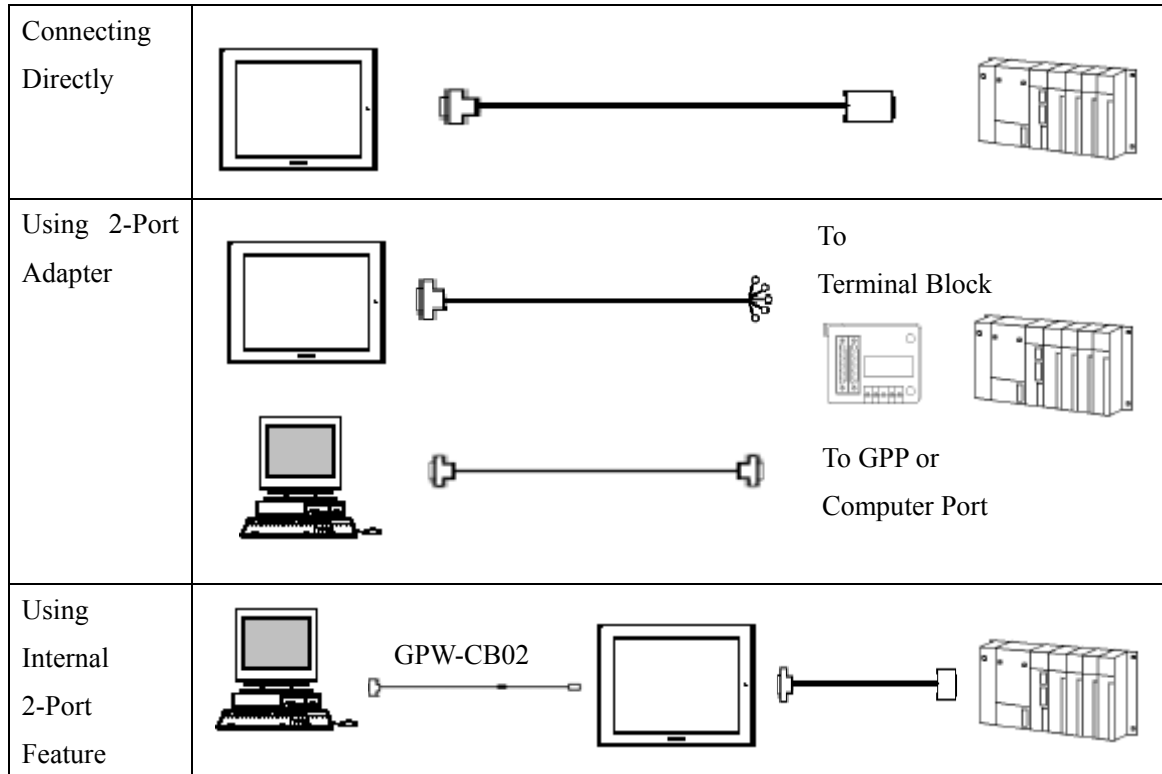 Connecting
Directly
Using 2-Port
Adapter
To
Terminal Block
To GPP or
Computer Port
Using
Internal
2-Port
Feature
GPW-CB02